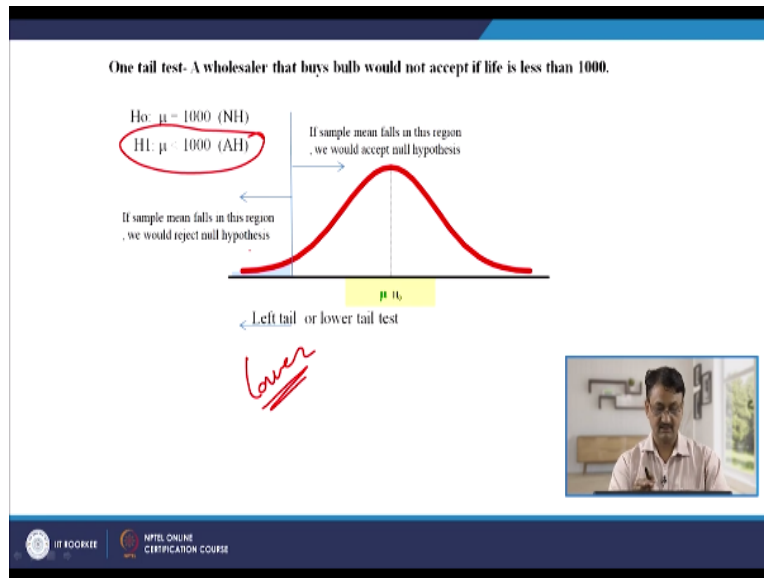 One tail test- A wholesaler that buys bulb would not accept if life is less than 1000.
Ho: μ = 1000 (NH)
H1: μ < 1000 (AH)
If sample mean falls in this region
, we would accept null hypothesis
If sample mean falls in this region
, we would reject null hypothesis
μ
Left tail or lower tail test
Lower
IIT ROORKEE
NPTEL ONLINE
CERTIFICATION COURSE